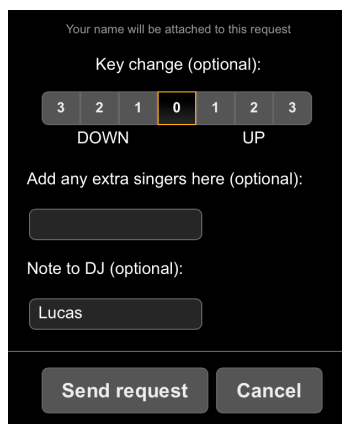 Your name will be attached to this request
Key change (optional):
3 2 1 0 1 2 3
DOWN UP
Add any extra singers here (optional):
Note to DJ (optional):
Lucas
Send request Cancel